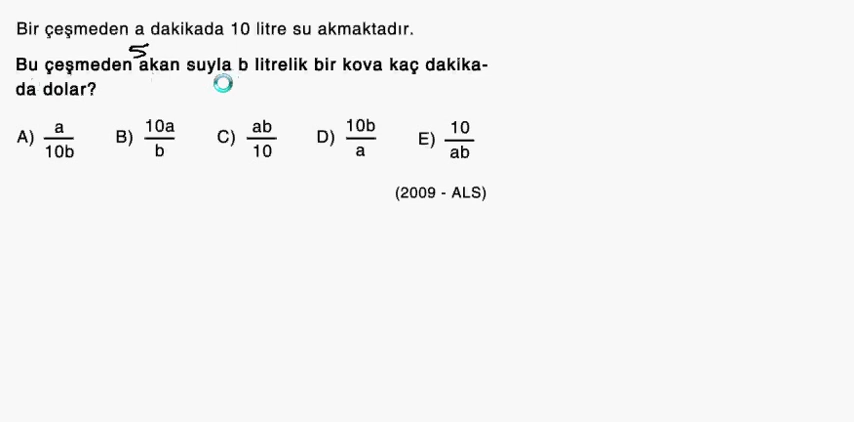 Bir çeşmeden a dakikada 10 litre su akmaktadır.
5
Bu çeşmeden akan suyla b litrelik bir kova kaç dakika-
da dolar?
A) a/10b B) 10a/b C) ab/10 D) 10b/a E) 10/ab
(2009 - ALS)